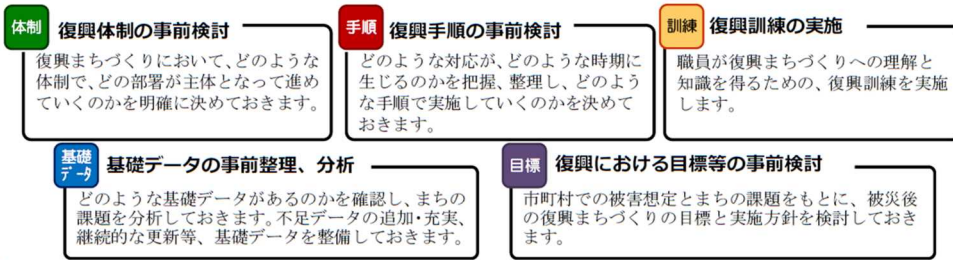 体制 復興体制の事前検討
復興まちづくりにおいて、どのような
体制で、どの部署が主体となって進め
ていくのかを明確に決めておきます。
手順 復興手順の事前検討
どのような対応が、どのような時期に
生じるのかを把握、整理し、どのよう
な手順で実施していくのかを決めて
おきます。
訓練 復興訓練の実施
職員が復興まちづくりへの理解と
知識を得るための、復興訓練を実施
します。
基礎
データ 基礎データの事前整理、分析
どのような基礎データがあるのかを確認し、まちの
課題を分析しておきます。不足データの追加・充実、
継続的な更新等、基礎データを整備しておきます。
目標 復興における目標等の事前検討
市町村での被害想定とまちの課題をもとに、被災後
の復興まちづくりの目標と実施方針を検討しておき
ます。